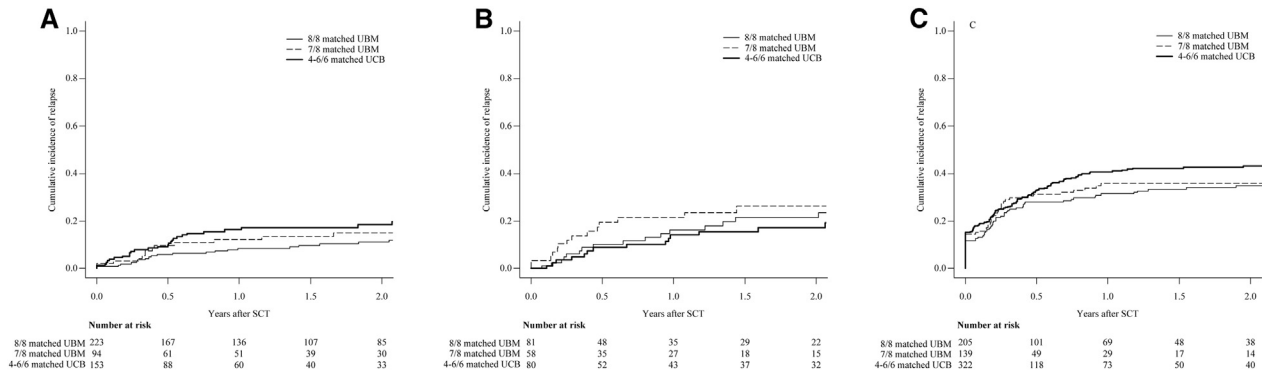 A
Cumulative incidence of relapse
1.0
0.8
0.6
0.4
0.2
0.0
8/8 matched UBM
7/8 matched UBM
4-6/6 matched UCB
0.0 0.5 1.0 1.5 2.0
Years after SCT
Number at risk
8/8 matched UBM 223 167 136 107 85
7/8 matched UBM 94 61 51 39 30
4-6/6 matched UCB 153 88 60 40 33
B
Cumulative incidence of relapse
1.0
0.8
0.6
0.4
0.2
0.0
8/8 matched UBM
7/8 matched UBM
4-6/6 matched UCB
0.0 0.5 1.0 1.5 2.0
Years after SCT
Number at risk
8/8 matched UBM 81 48 35 29 22
7/8 matched UBM 58 35 27 18 15
4-6/6 matched UCB 80 52 43 37 32
C
C
Cumulative incidence of relapse
1.0
0.8
0.6
0.4
0.2
0.0
8/8 matched UBM
7/8 matched UBM
4-6/6 matched UCB
0.0 0.5 1.0 1.5 2.0
Years after SCT
Number at risk
8/8 matched UBM 205 101 69 48 38
7/8 matched UBM 139 49 29 17 14
4-6/6 matched UCB 322 118 73 50 40